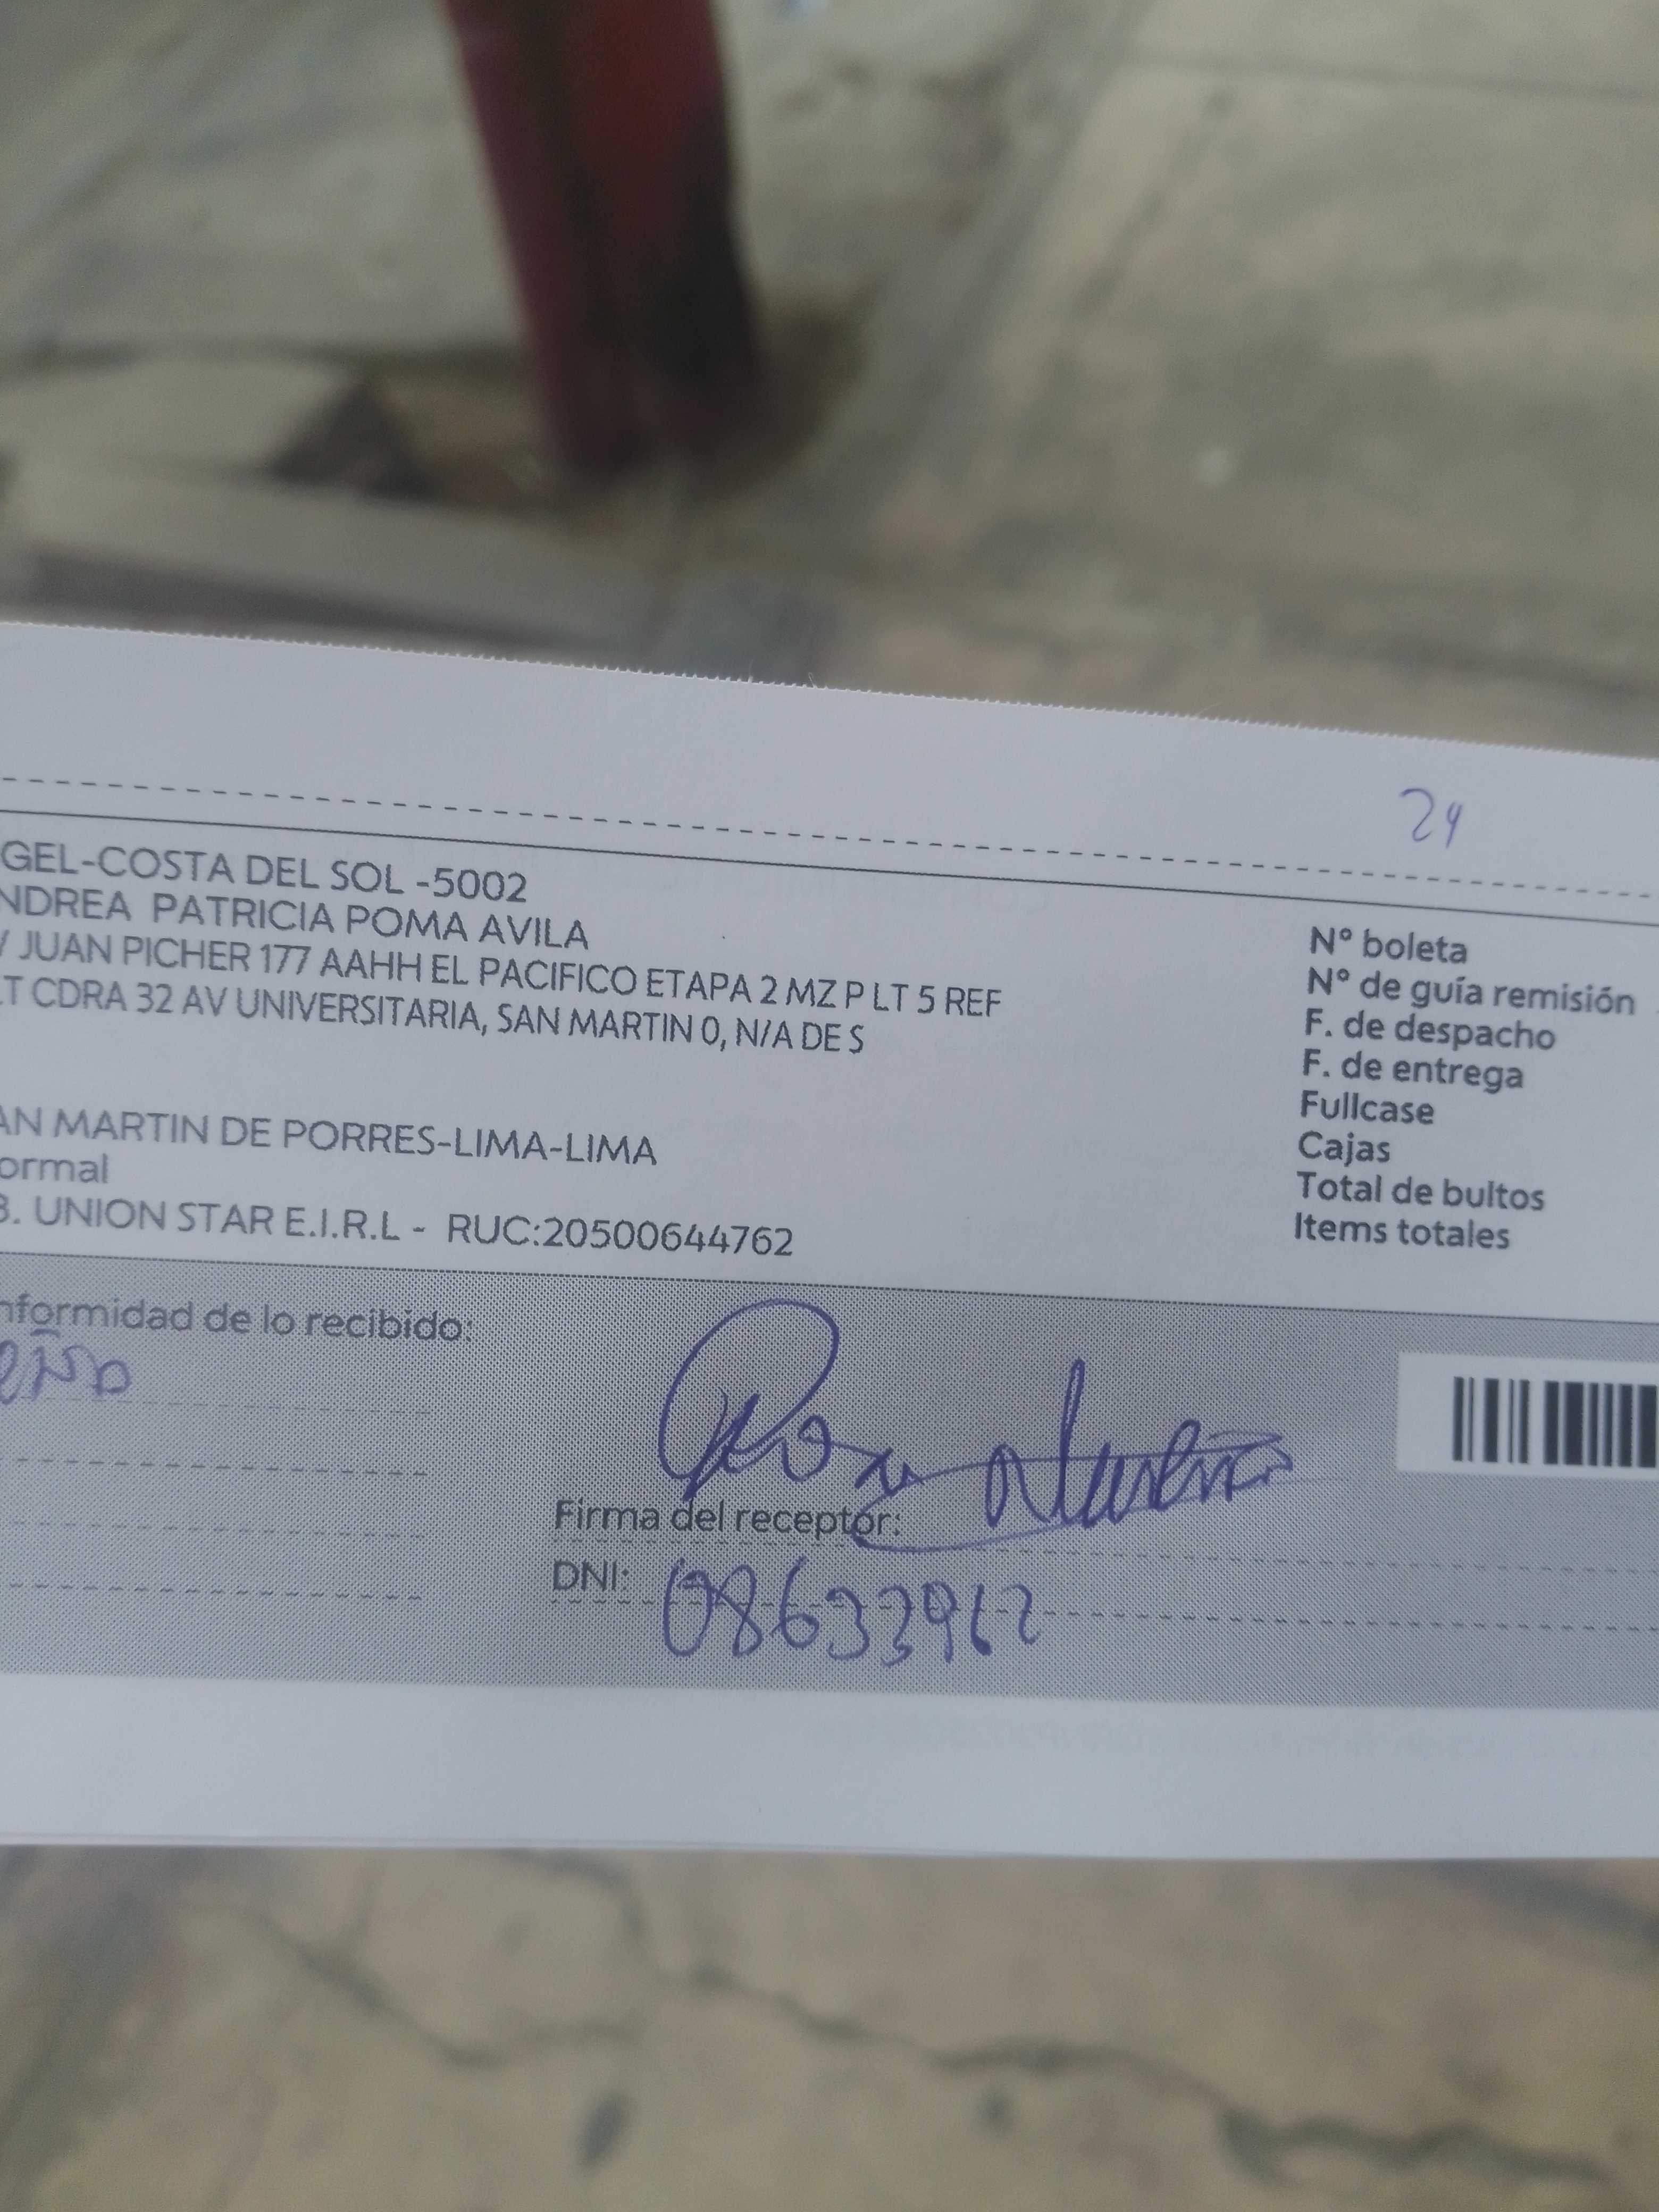 24
GEL-COSTA DEL SOL -5002
NDREA PATRICIA POMA AVILA
/ JUAN PICHER 177 AAHH EL PACIFICO ETAPA 2 MZ P LT 5 REF
LT CDRA 32 AV UNIVERSITARIA, SAN MARTIN 0, N/A DE S
AN MARTIN DE PORRES-LIMA-LIMA
ormal
B. UNION STAR E.I.R.L - RUC:20500644762
Nº boleta
Nº de guía remisión
F. de despacho
F. de entrega
Fullcase
Cajas
Total de bultos
Items totales
nformidad de lo recibido:
Firma del receptor:
DNI: 08633962